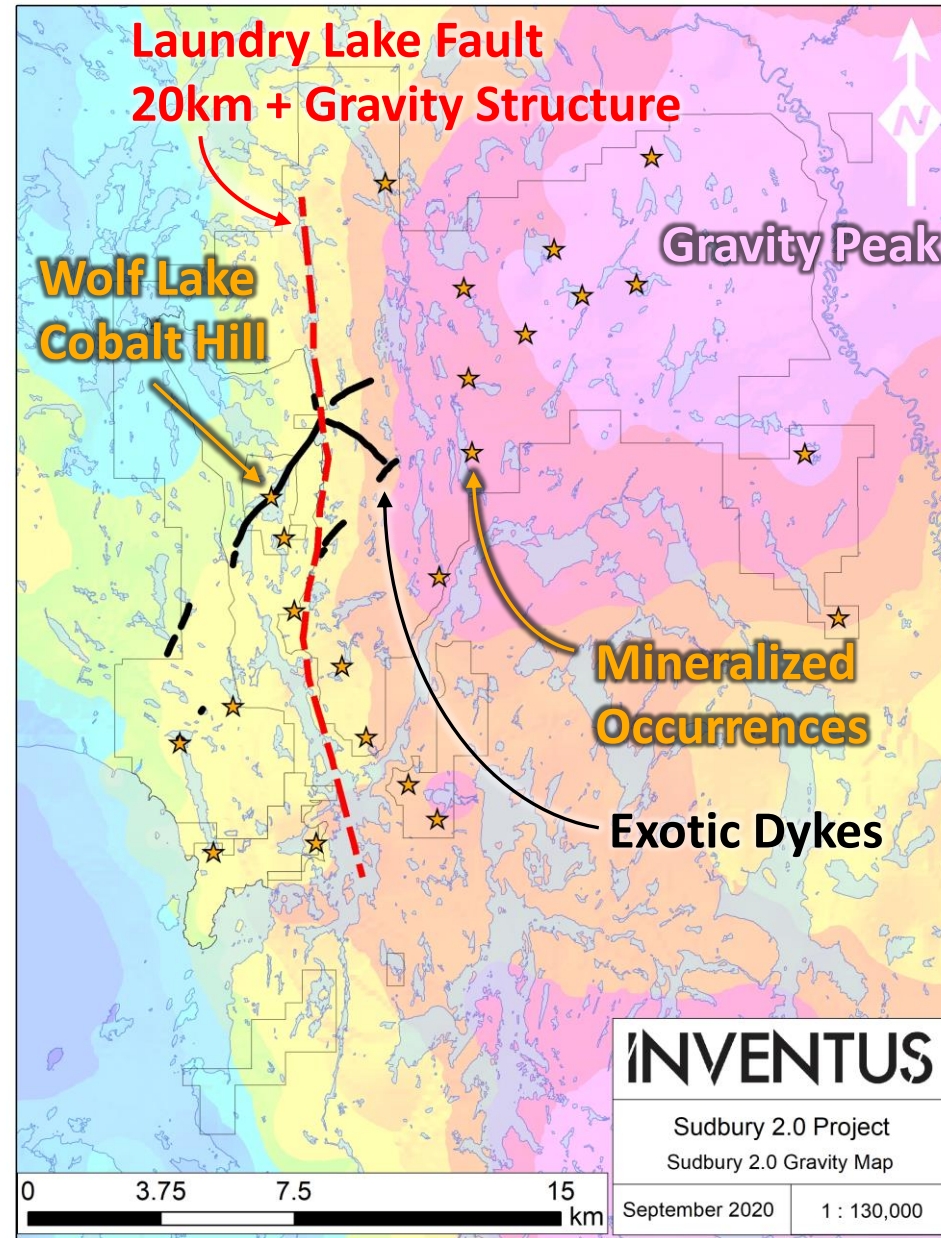 Laundry Lake Fault
20km + Gravity Structure
N
Gravity Peak
Wolf Lake
Cobalt Hill
Mineralized
Occurrences
Exotic Dykes
INVENTUS
Sudbury 2.0 Project
Sudbury 2.0 Gravity Map
September 2020
1 : 130,000
0 3.75 7.5 15
km